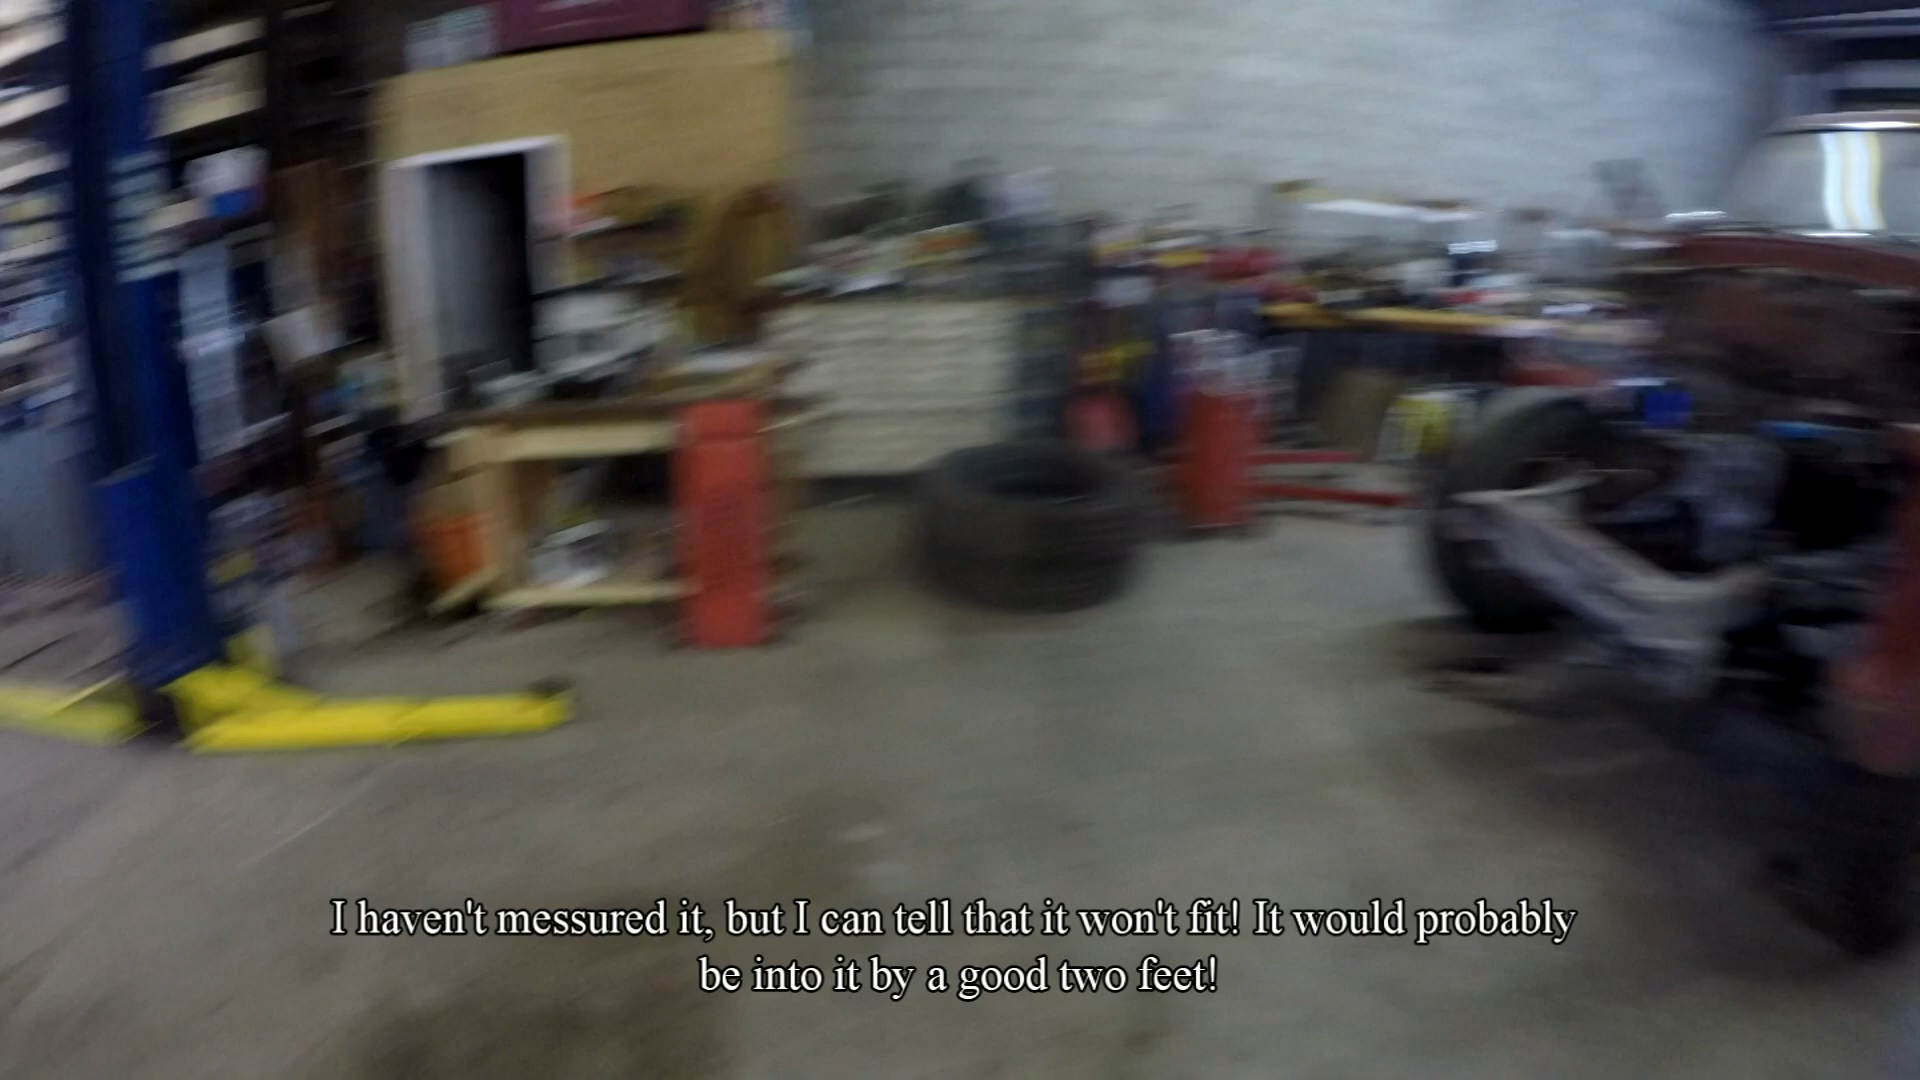 I haven't messured it, but I can tell that it won't fit! It would probably
be into it by a good two feet!